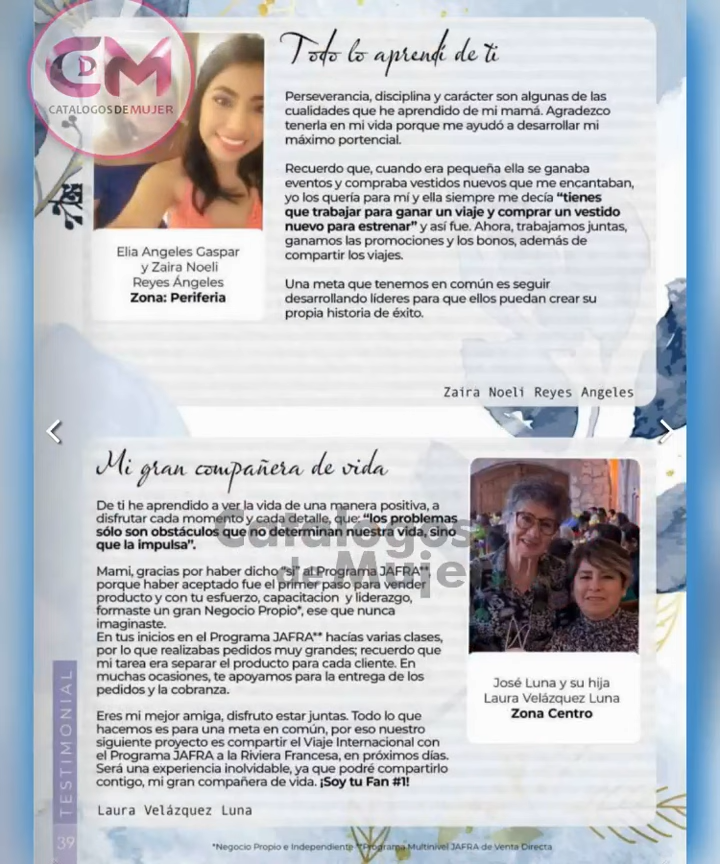 CDM
CATALOGOS DE MUJER
Todo lo aprendí de ti
Perseverancia, disciplina y carácter son algunas de las
cualidades que he aprendido de mi mamá. Agradezco
tenerla en mi vida porque me ayudó a desarrollar mi
máximo portencial.
Recuerdo que, cuando era pequeña ella se ganaba
eventos y compraba vestidos nuevos que me encantaban,
yo los quería para mí y ella siempre me decía “tienes
que trabajar para ganar un viaje y comprar un vestido
nuevo para estrenar” y así fue. Ahora, trabajamos juntas,
ganamos las promociones y los bonos, además de
compartir los viajes.
Una meta que tenemos en común es seguir
desarrollando líderes para que ellos puedan crear su
propia historia de éxito.
Zaira Noeli Reyes Angeles
Elia Angeles Gaspar
y Zaira Noeli
Reyes Ángeles
Zona: Periferia
Mi gran compañera de vida
De ti he aprendido a ver la vida de una manera positiva, a
disfrutar cada momento y cada detalle, que: “los problemas
sólo son obstáculos que no determinan nuestra vida, sino
que la impulsa”.
Mami, gracias por haber dicho “sí” al Programa JAFRA**,
porque haber aceptado fue el primer paso para vender
producto y con tu esfuerzo, capacitacion y liderazgo,
formaste un gran Negocio Propio*, ese que nunca
imaginaste.
En tus inicios en el Programa JAFRA** hacías varias clases,
por lo que realizabas pedidos muy grandes; recuerdo que
mi tarea era separar el producto para cada cliente. En
muchas ocasiones, te apoyamos para la entrega de los
pedidos y la cobranza.
Eres mi mejor amiga, disfruto estar juntas. Todo lo que
hacemos es para una meta en común, por eso nuestro
siguiente proyecto es compartir el Viaje Internacional con
el Programa JAFRA a la Riviera Francesa, en próximos días.
Será una experiencia inolvidable, ya que podré compartirlo
contigo, mi gran compañera de vida. ¡Soy tu Fan #1!
Laura Velázquez Luna
José Luna y su hija
Laura Velázquez Luna
Zona Centro
Catalogos
de Mujer
TESTIMONIAL
39
*Negocio Propio e Independiente **Programa Multinivel JAFRA de Venta Directa